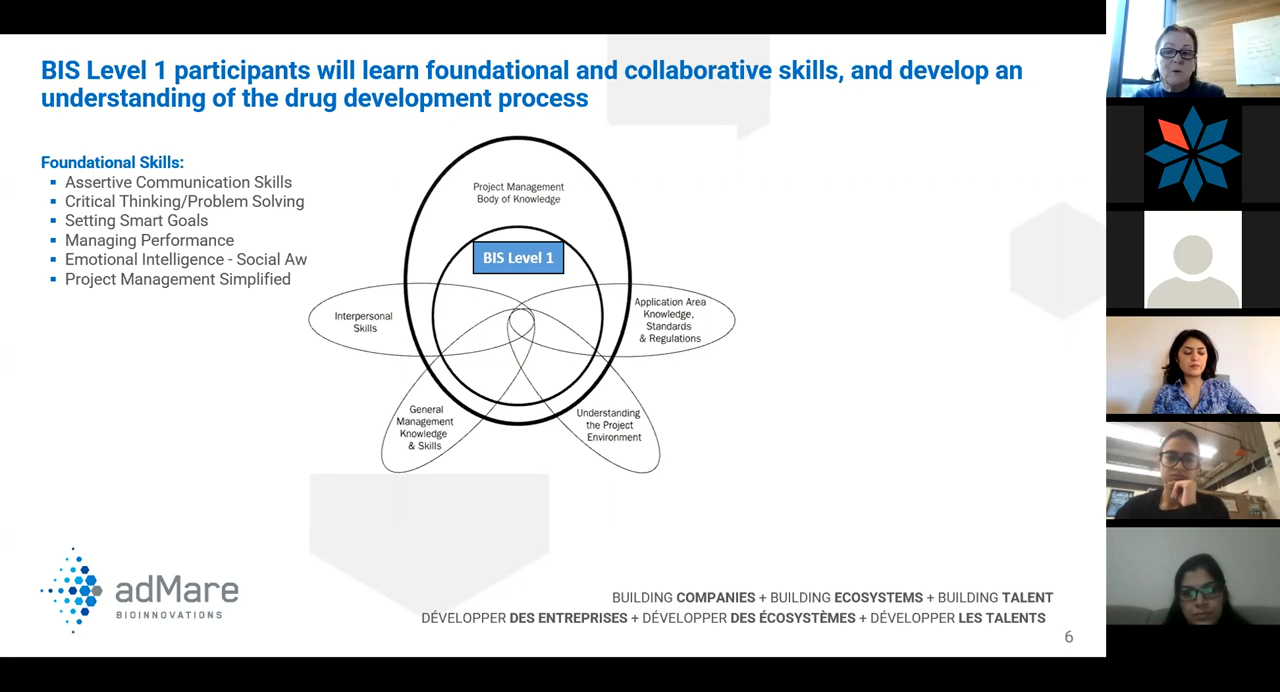 BIS Level 1 participants will learn foundational and collaborative skills, and develop an
understanding of the drug development process
Foundational Skills:
Assertive Communication Skills
Critical Thinking/Problem Solving
Setting Smart Goals
Managing Performance
Emotional Intelligence - Social Aw
Project Management Simplified
Project Management
Body of Knowledge
BIS Level 1
Interpersonal
Skills
Application Area
Knowledge,
Standards
& Regulations
General
Management
Knowledge
& Skills
Understanding
the Project
Environment
adMare
BIOINNOVATIONS
BUILDING COMPANIES + BUILDING ECOSYSTEMS + BUILDING TALENT
DÉVELOPPER DES ENTREPRISES + DÉVELOPPER DES ÉCOSYSTÈMES + DÉVELOPPER LES TALENTS
6